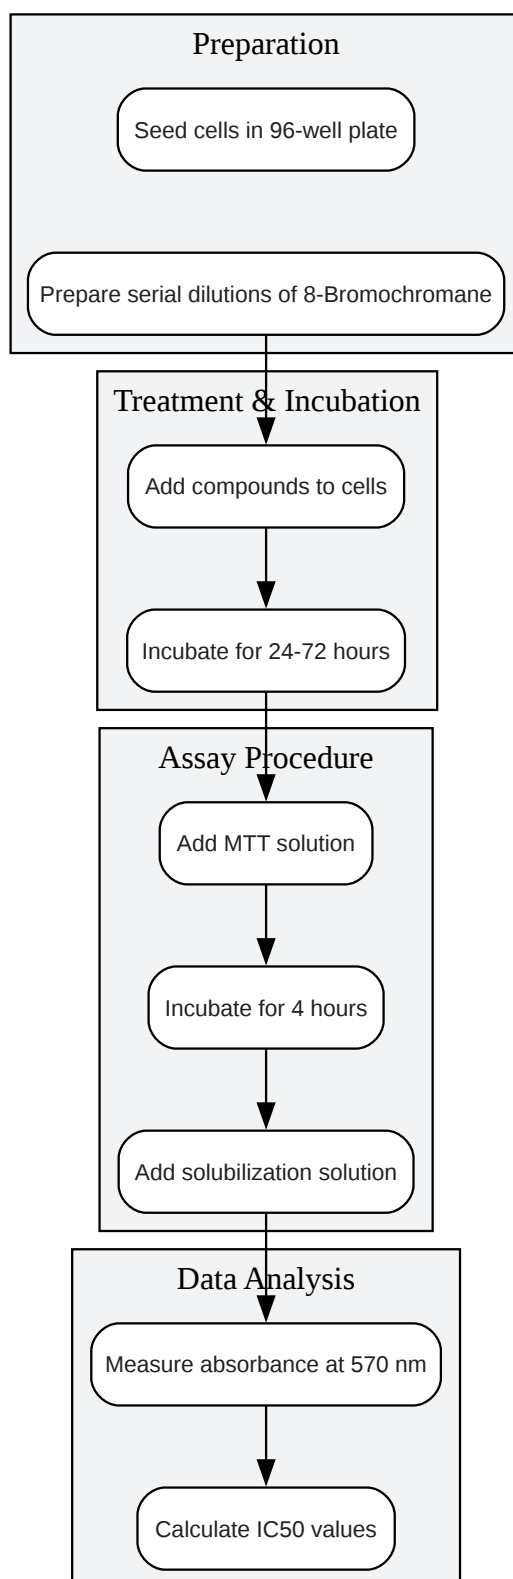 Preparation
Seed cells in 96-well plate
Prepare serial dilutions of 8-Bromochromane
Treatment & Incubation
Add compounds to cells
Incubate for 24-72 hours
Assay Procedure
Add MTT solution
Incubate for 4 hours
Add solubilization solution
Data Analysis
Measure absorbance at 570 nm
Calculate IC50 values